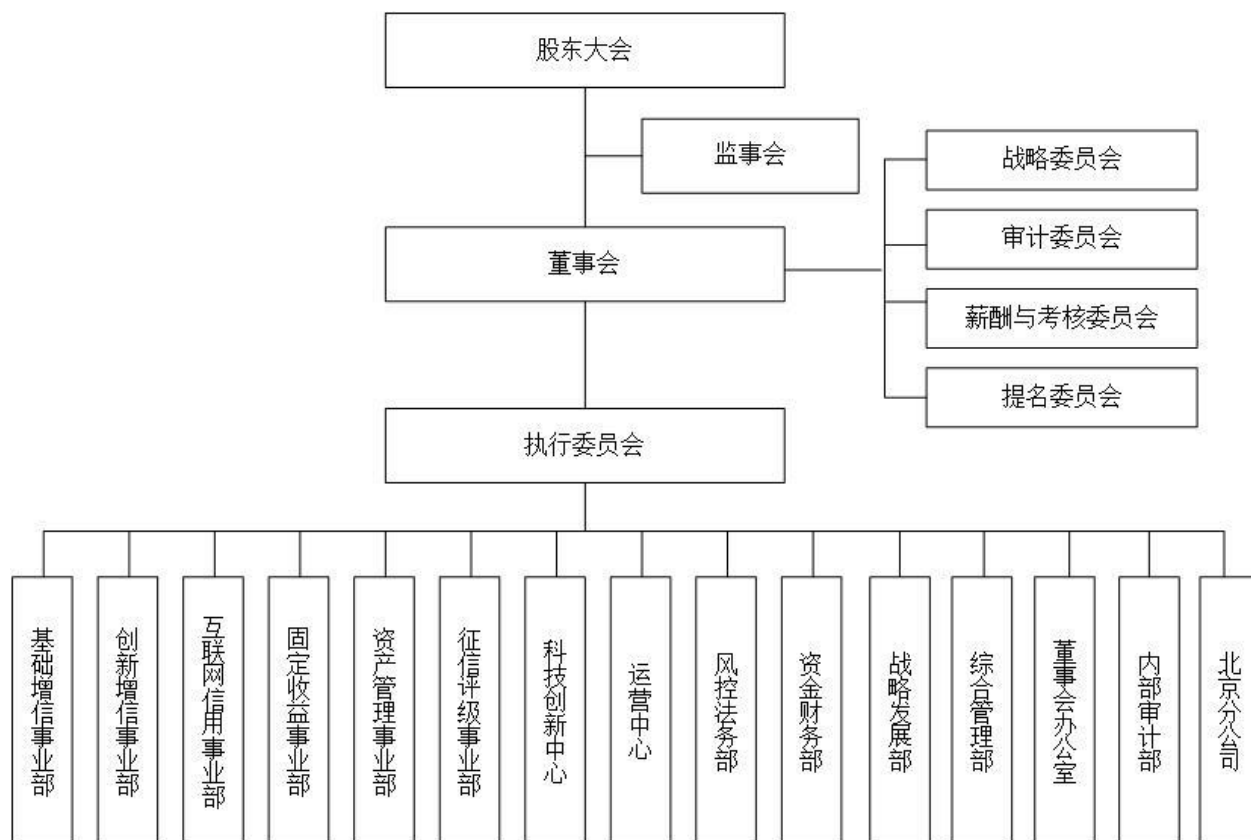 股东大会
监事会
战略委员会
审计委员会
董事会
薪酬与考核委员会
提名委员会
执行委员会
基础增信事业部
创新增信事业部
互联网信用事业部
固定收益事业部
资产管理事业部
征信评级事业部
科技创新中心
运营中心
风控法务部
资金财务部
战略发展部
综合管理部
董事会办公室
内部审计部
北京分公司